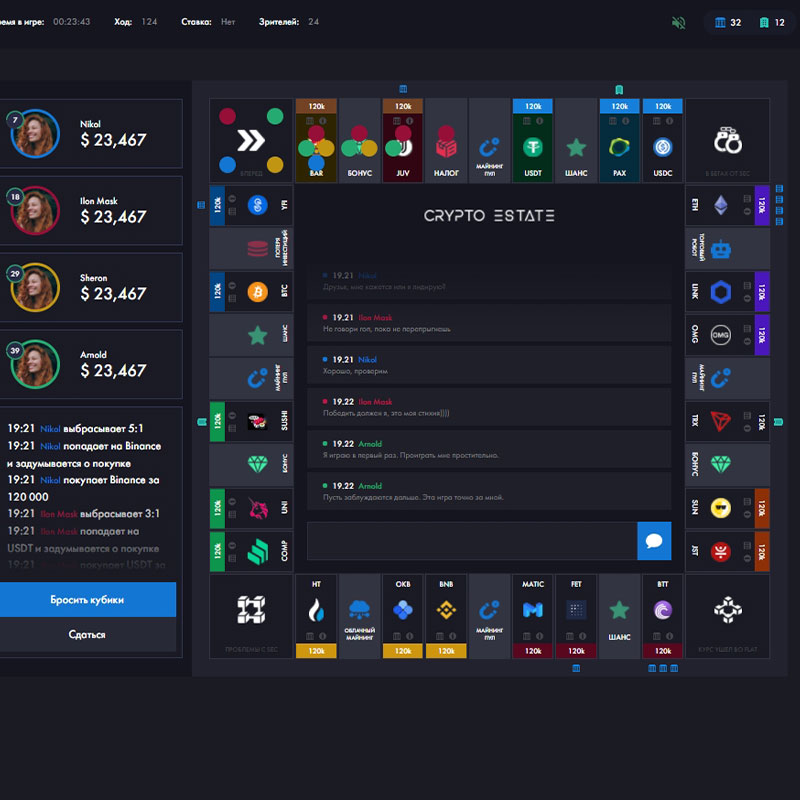 ремя в игре: 00:23:43 Ход: 124 Ставка: Нет Зрителей: 24
32 12
7
Nikol
$ 23,467
18
Ilon Mask
$ 23,467
29
Sheron
$ 23,467
39
Arnold
$ 23,467
19:21 Nikol выбрасывает 5:1
19:21 Nikol попадает на Binance
и задумывается о покупке
19:21 Nikol покупает Binance за
120 000
19:21 Ilon Mask выбрасывает 3:1
19:21 Ilon Mask попадает на
USDT и задумывается о покупке
19:21 Ilon Mask покупает USDT за
Бросить кубики
Сдаться
ВПЕРЕД
120k
BAR
БОНУС
120k
JUV
НАЛОГ
МАЙНИНГ
ПУЛ
120k
USDT
ШАНС
120k
PAX
120k
USDC
В БЕГАХ ОТ SEC
120k
YFI
ПОТЕРЯ
ИНВЕСТИЦИЙ
120k
BTC
ШАНС
МАЙНИНГ
ПУЛ
120k
SUSHI
БОНУС
120k
UNI
120k
COMP
CRYPTO ESTATE
19.21 Nikol
Друзья, мне кажется или я лидирую?
19.21 Ilon Mask
Не говори гоп, пока не перепрыгнешь
19.21 Nikol
Хорошо, проверим
19.22 Ilon Mask
Победить должен я, это моя стихия))))
19.22 Arnold
Я играю в первый раз. Проиграть мне простительно.
19.22 Arnold
Пусть заблуждаются дальше. Эта игра точно за мной.
ETH
120k
ТОРГОВЫЙ
РОБОТ
LINK
120k
OMG
OMG
120k
МАЙНИНГ
ПУЛ
TRX
120k
БОНУС
SUN
120k
JST
120k
ПРОБЛЕМЫ С SEC
HT
120k
ОБЛАЧНЫЙ
МАЙНИНГ
OKB
120k
BNB
120k
МАЙНИНГ
ПУЛ
MATIC
120k
FET
120k
ШАНС
BTT
120k
КУРС УШЕЛ ВО FLAT